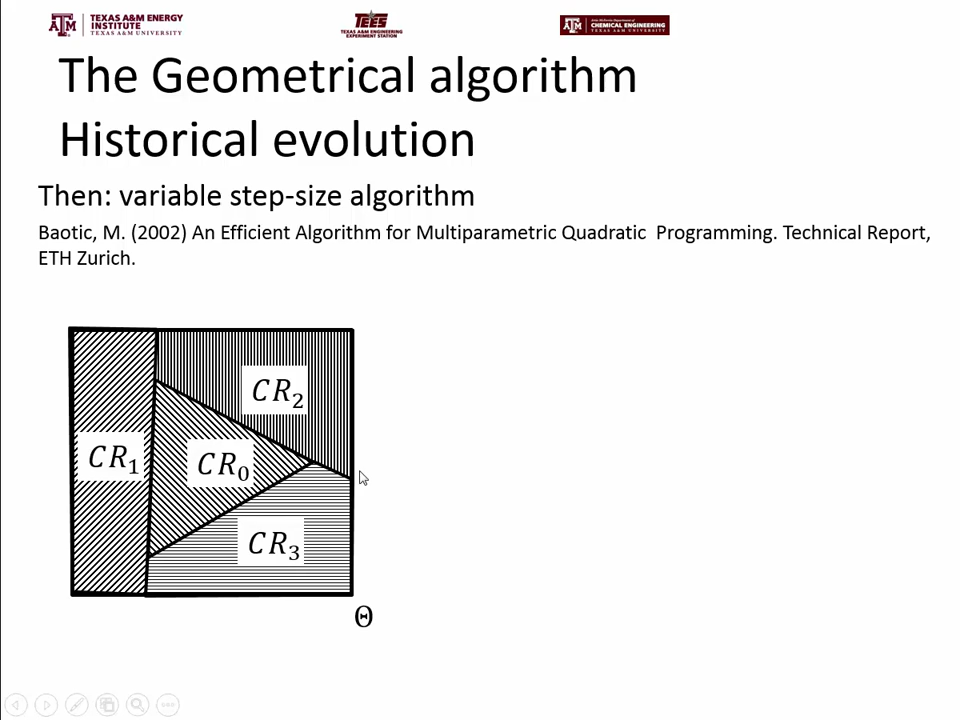 TEXAS A&M ENERGY
INSTITUTE
TEXAS A&M UNIVERSITY
TEES
TEXAS A&M ENGINEERING
EXPERIMENT STATION
CHEMICAL ENGINEERING
TEXAS A&M UNIVERSITY
The Geometrical algorithm
Historical evolution
Then: variable step-size algorithm
Baotic, M. (2002) An Efficient Algorithm for Multiparametric Quadratic Programming. Technical Report,
ETH Zurich.
CR₂
CR₁
CR₀
CR₃
Θ